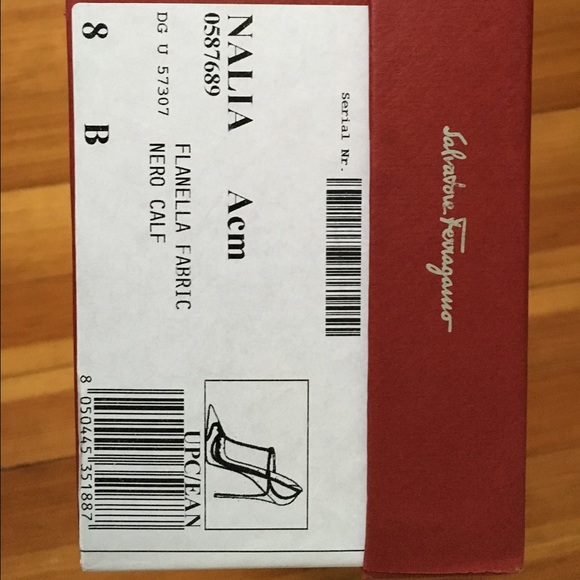 Salvatore Ferragamo
Serial Nr.
NALIA Acm
0587689
FLANELLA FABRIC
DG U 57307 NERO CALF
8 B
UPC/EAN
8 050445 351887